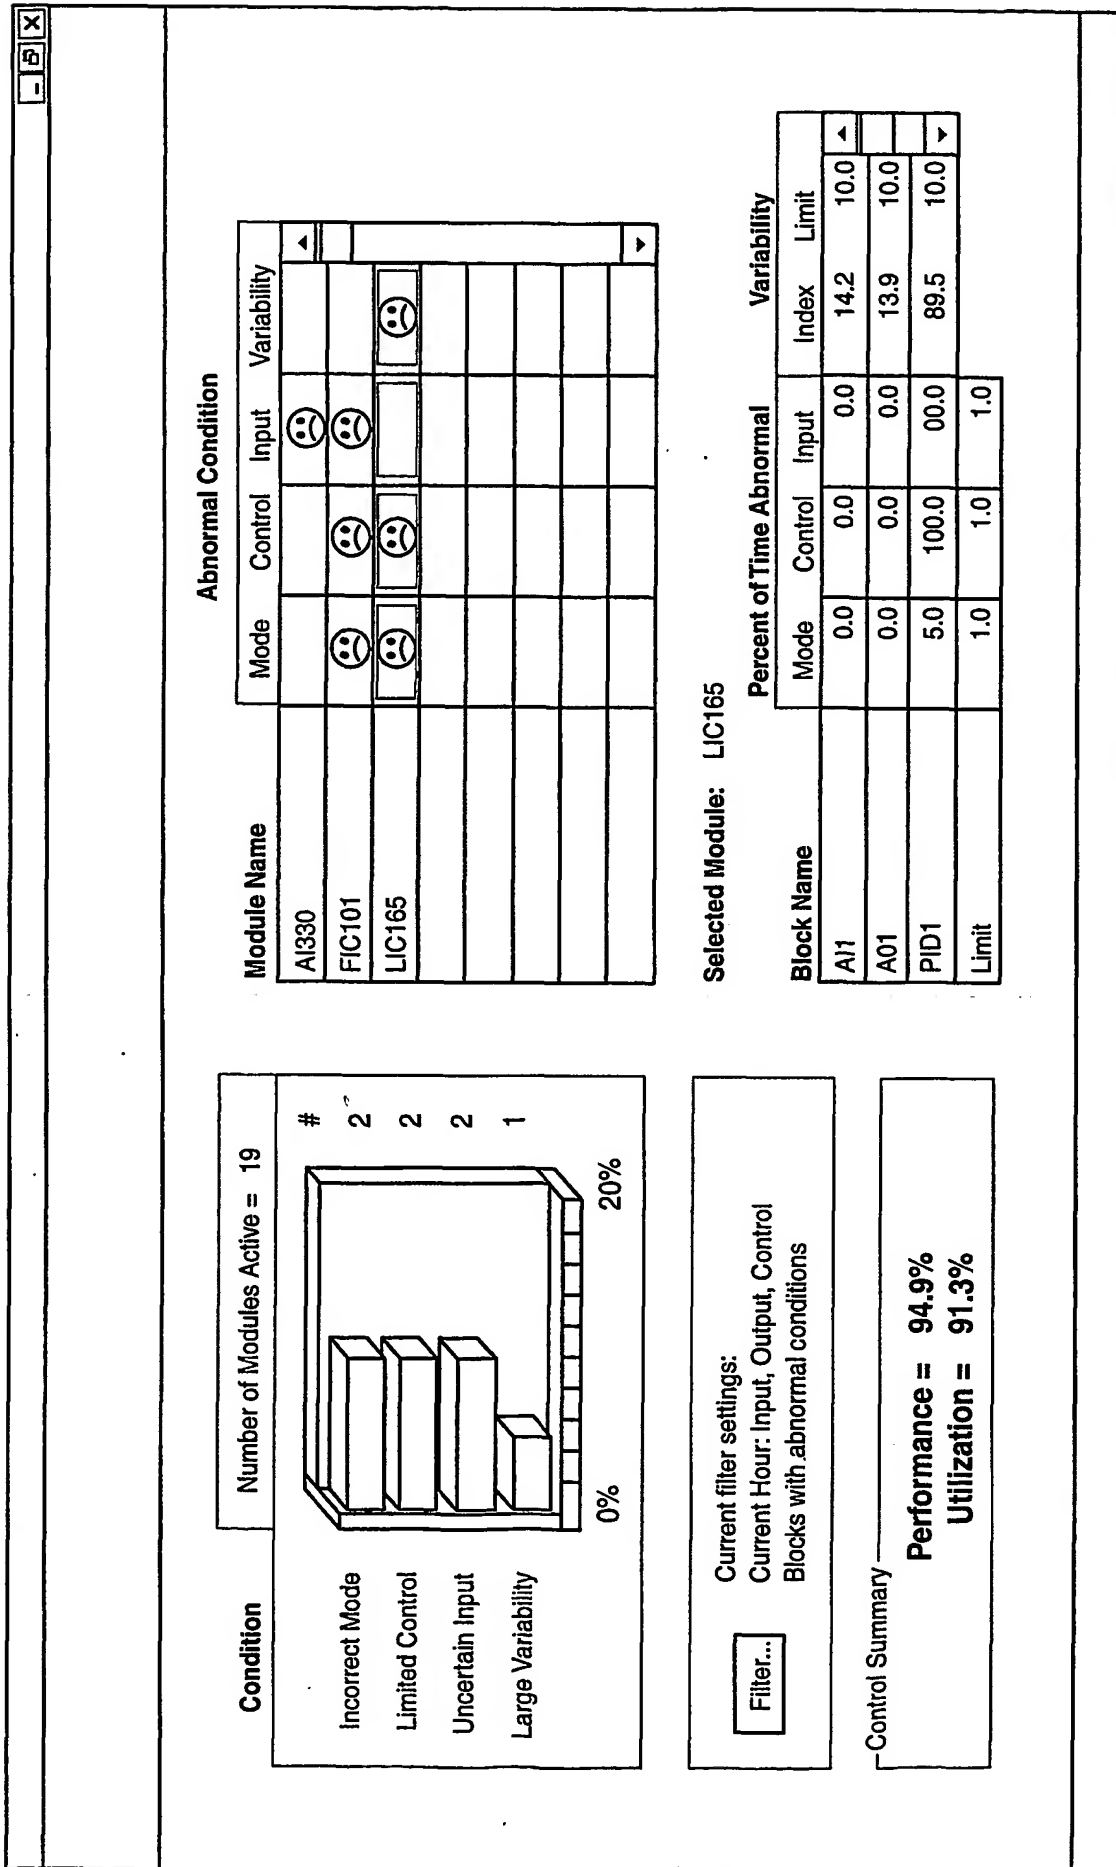 Condition
Number of Modules Active = 19
#
Incorrect Mode 2
Limited Control 2
Uncertain Input 2
Large Variability 1
0% 20%
Filter...
Current filter settings:
Current Hour: Input, Output, Control
Blocks with abnormal conditions
Control Summary
Performance = 94.9%
Utilization = 91.3%
Abnormal Condition
Module Name Mode Control Input Variability
AI330
FIC101
LIC165
Selected Module: LIC165
Percent of Time Abnormal Variability
Block Name Mode Control Input Index Limit
AI1 0.0 0.0 0.0 14.2 10.0
A01 0.0 0.0 0.0 13.9 10.0
PID1 5.0 100.0 00.0 89.5 10.0
Limit 1.0 1.0 1.0